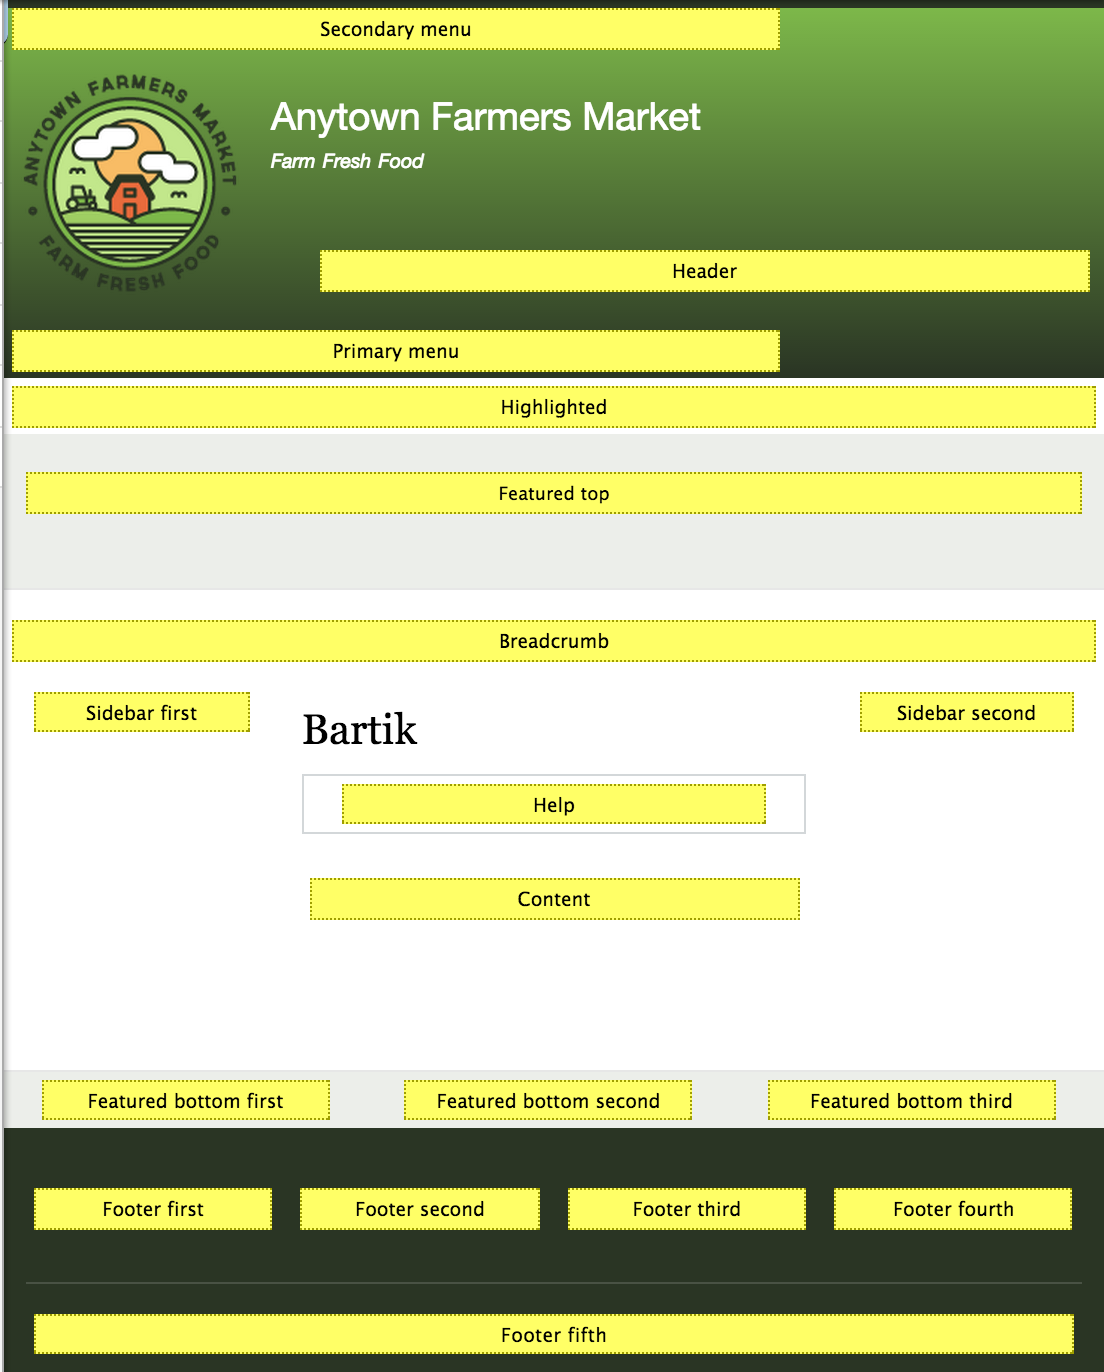 Secondary menu
ANYTOWN FARMERS MARKET
FARM FRESH FOOD
Anytown Farmers Market
Farm Fresh Food
Header
Primary menu
Highlighted
Featured top
Breadcrumb
Sidebar first
Bartik
Sidebar second
Help
Content
Featured bottom first
Featured bottom second
Featured bottom third
Footer first
Footer second
Footer third
Footer fourth
Footer fifth